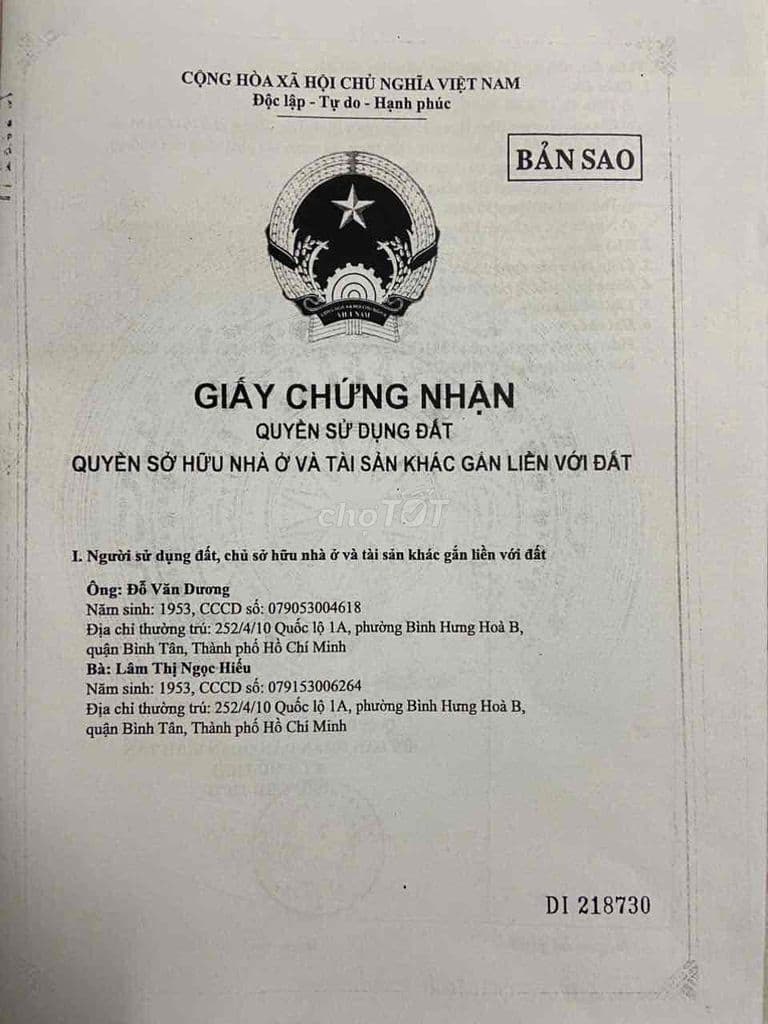 CỘNG HÒA XÃ HỘI CHỦ NGHĨA VIỆT NAM
Độc lập - Tự do - Hạnh phúc
BẢN SAO
VIỆT NAM
GIẤY CHỨNG NHẬN
QUYỀN SỬ DỤNG ĐẤT
QUYỀN SỞ HỮU NHÀ Ở VÀ TÀI SẢN KHÁC GẮN LIỀN VỚI ĐẤT
choTỐT
I. Người sử dụng đất, chủ sở hữu nhà ở và tài sản khác gắn liền với đất
Ông: Đỗ Văn Dương
Năm sinh: 1953, CCCD số: 079053004618
Địa chỉ thường trú: 252/4/10 Quốc lộ 1A, phường Bình Hưng Hoà B,
quận Bình Tân, Thành phố Hồ Chí Minh
Bà: Lâm Thị Ngọc Hiếu
Năm sinh: 1953, CCCD số: 079153006264
Địa chỉ thường trú: 252/4/10 Quốc lộ 1A, phường Bình Hưng Hoà B,
quận Bình Tân, Thành phố Hồ Chí Minh
DI 218730